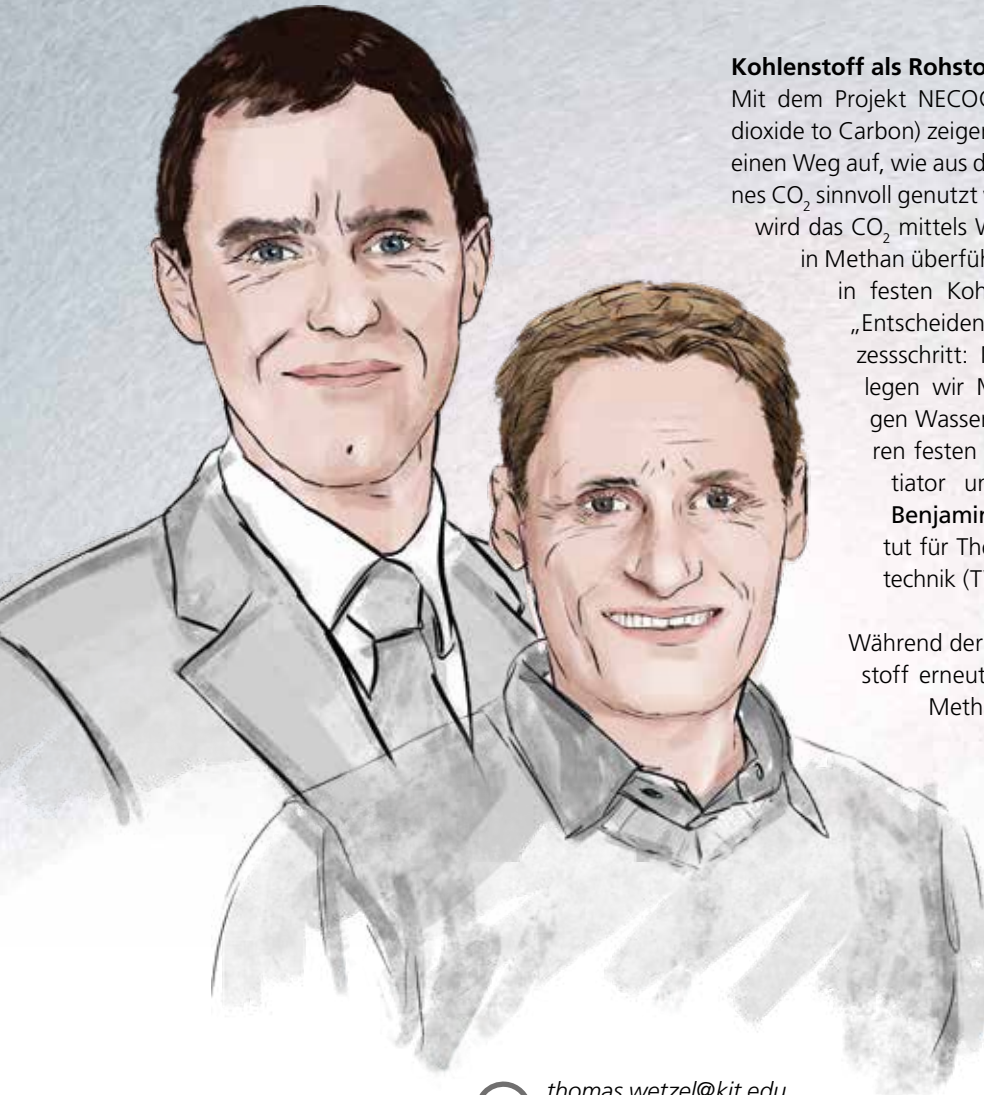 Kohlenstoff als Rohsto
Mit dem Projekt NECOC
dioxide to Carbon) zeigen
einen Weg auf, wie aus d
nes CO₂ sinnvoll genutzt
wird das CO₂ mittels W
in Methan überfüh
in festen Koh
„Entscheiden
zessschritt:
legen wir
gen Wasser
ren festen
tiator
Benjamin
tut für The
technik
Während der
stoff erneut
Meth
thomas.wetzel@kit.edu